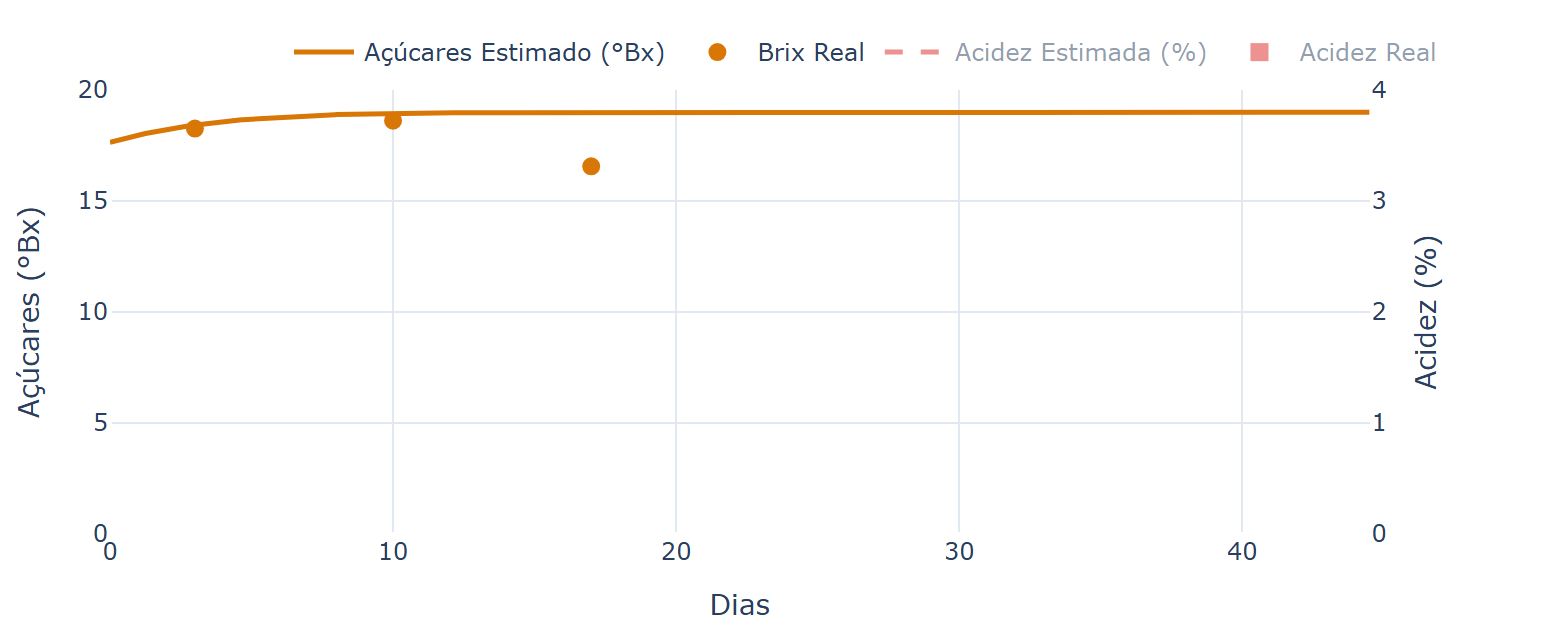 Açúcares Estimado (°Bx) Brix Real Acidez Estimada (%) Acidez Real
20
15
10
5
0
Açúcares (°Bx)
4
3
2
1
0
Acidez (%)
0 10 20 30 40
Dias